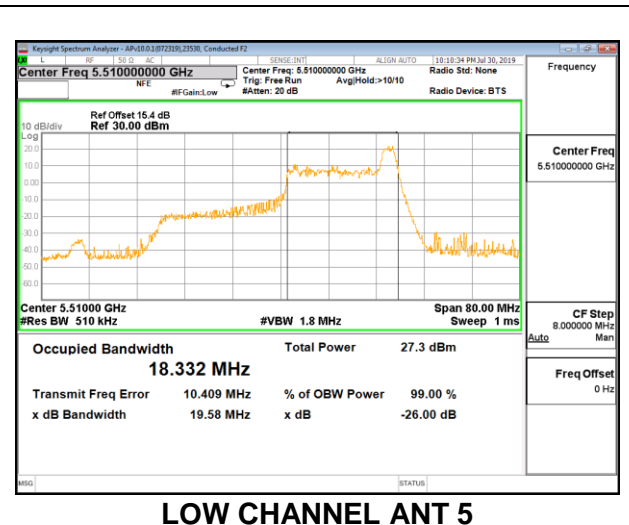 Keysight Spectrum Analyzer - APv10.0.1(072319),23530, Conducted F2
LXI L RF 50 Ω AC SENSE:INT ALIGN AUTO 10:10:34 PM Jul 30, 2019
Center Freq 5.510000000 GHz
NFE
#IFGain:Low
Center Freq: 5.510000000 GHz
Trig: Free Run Avg|Hold:>10/10
#Atten: 20 dB
Radio Std: None
Radio Device: BTS
Frequency
Ref Offset 15.4 dB
10 dB/div Ref 30.00 dBm
Log
20.0
10.0
0.00
-10.0
-20.0
-30.0
-40.0
-50.0
-60.0
Center Freq
5.510000000 GHz
Center 5.51000 GHz Span 80.00 MHz
#Res BW 510 kHz #VBW 1.8 MHz Sweep 1 ms
CF Step
8.000000 MHz
Auto Man
Occupied Bandwidth Total Power 27.3 dBm
18.332 MHz
Transmit Freq Error 10.409 MHz % of OBW Power 99.00 %
x dB Bandwidth 19.58 MHz x dB -26.00 dB
Freq Offset
0 Hz
MSG STATUS
LOW CHANNEL ANT 5